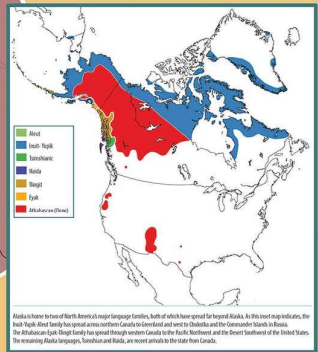 Aleut
Inuit-Yupik
Tsimshianic
Haida
Tlingit
Eyak
Athabascan (Dene)
Alaska is home to two of North America's major language families, both of which have spread far beyond Alaska. As this inset map indicates, the
Inuit-Yupik-Aleut family has spread across northern Canada to Greenland and west to Chukotka and the Commander Islands in Russia.
The Athabascan-Eyak-Tlingit family has spread through western Canada to the Pacific Northwest and the Desert Southwest of the United States.
The remaining Alaska languages, Tsimshian and Haida, are recent arrivals to the state from Canada.